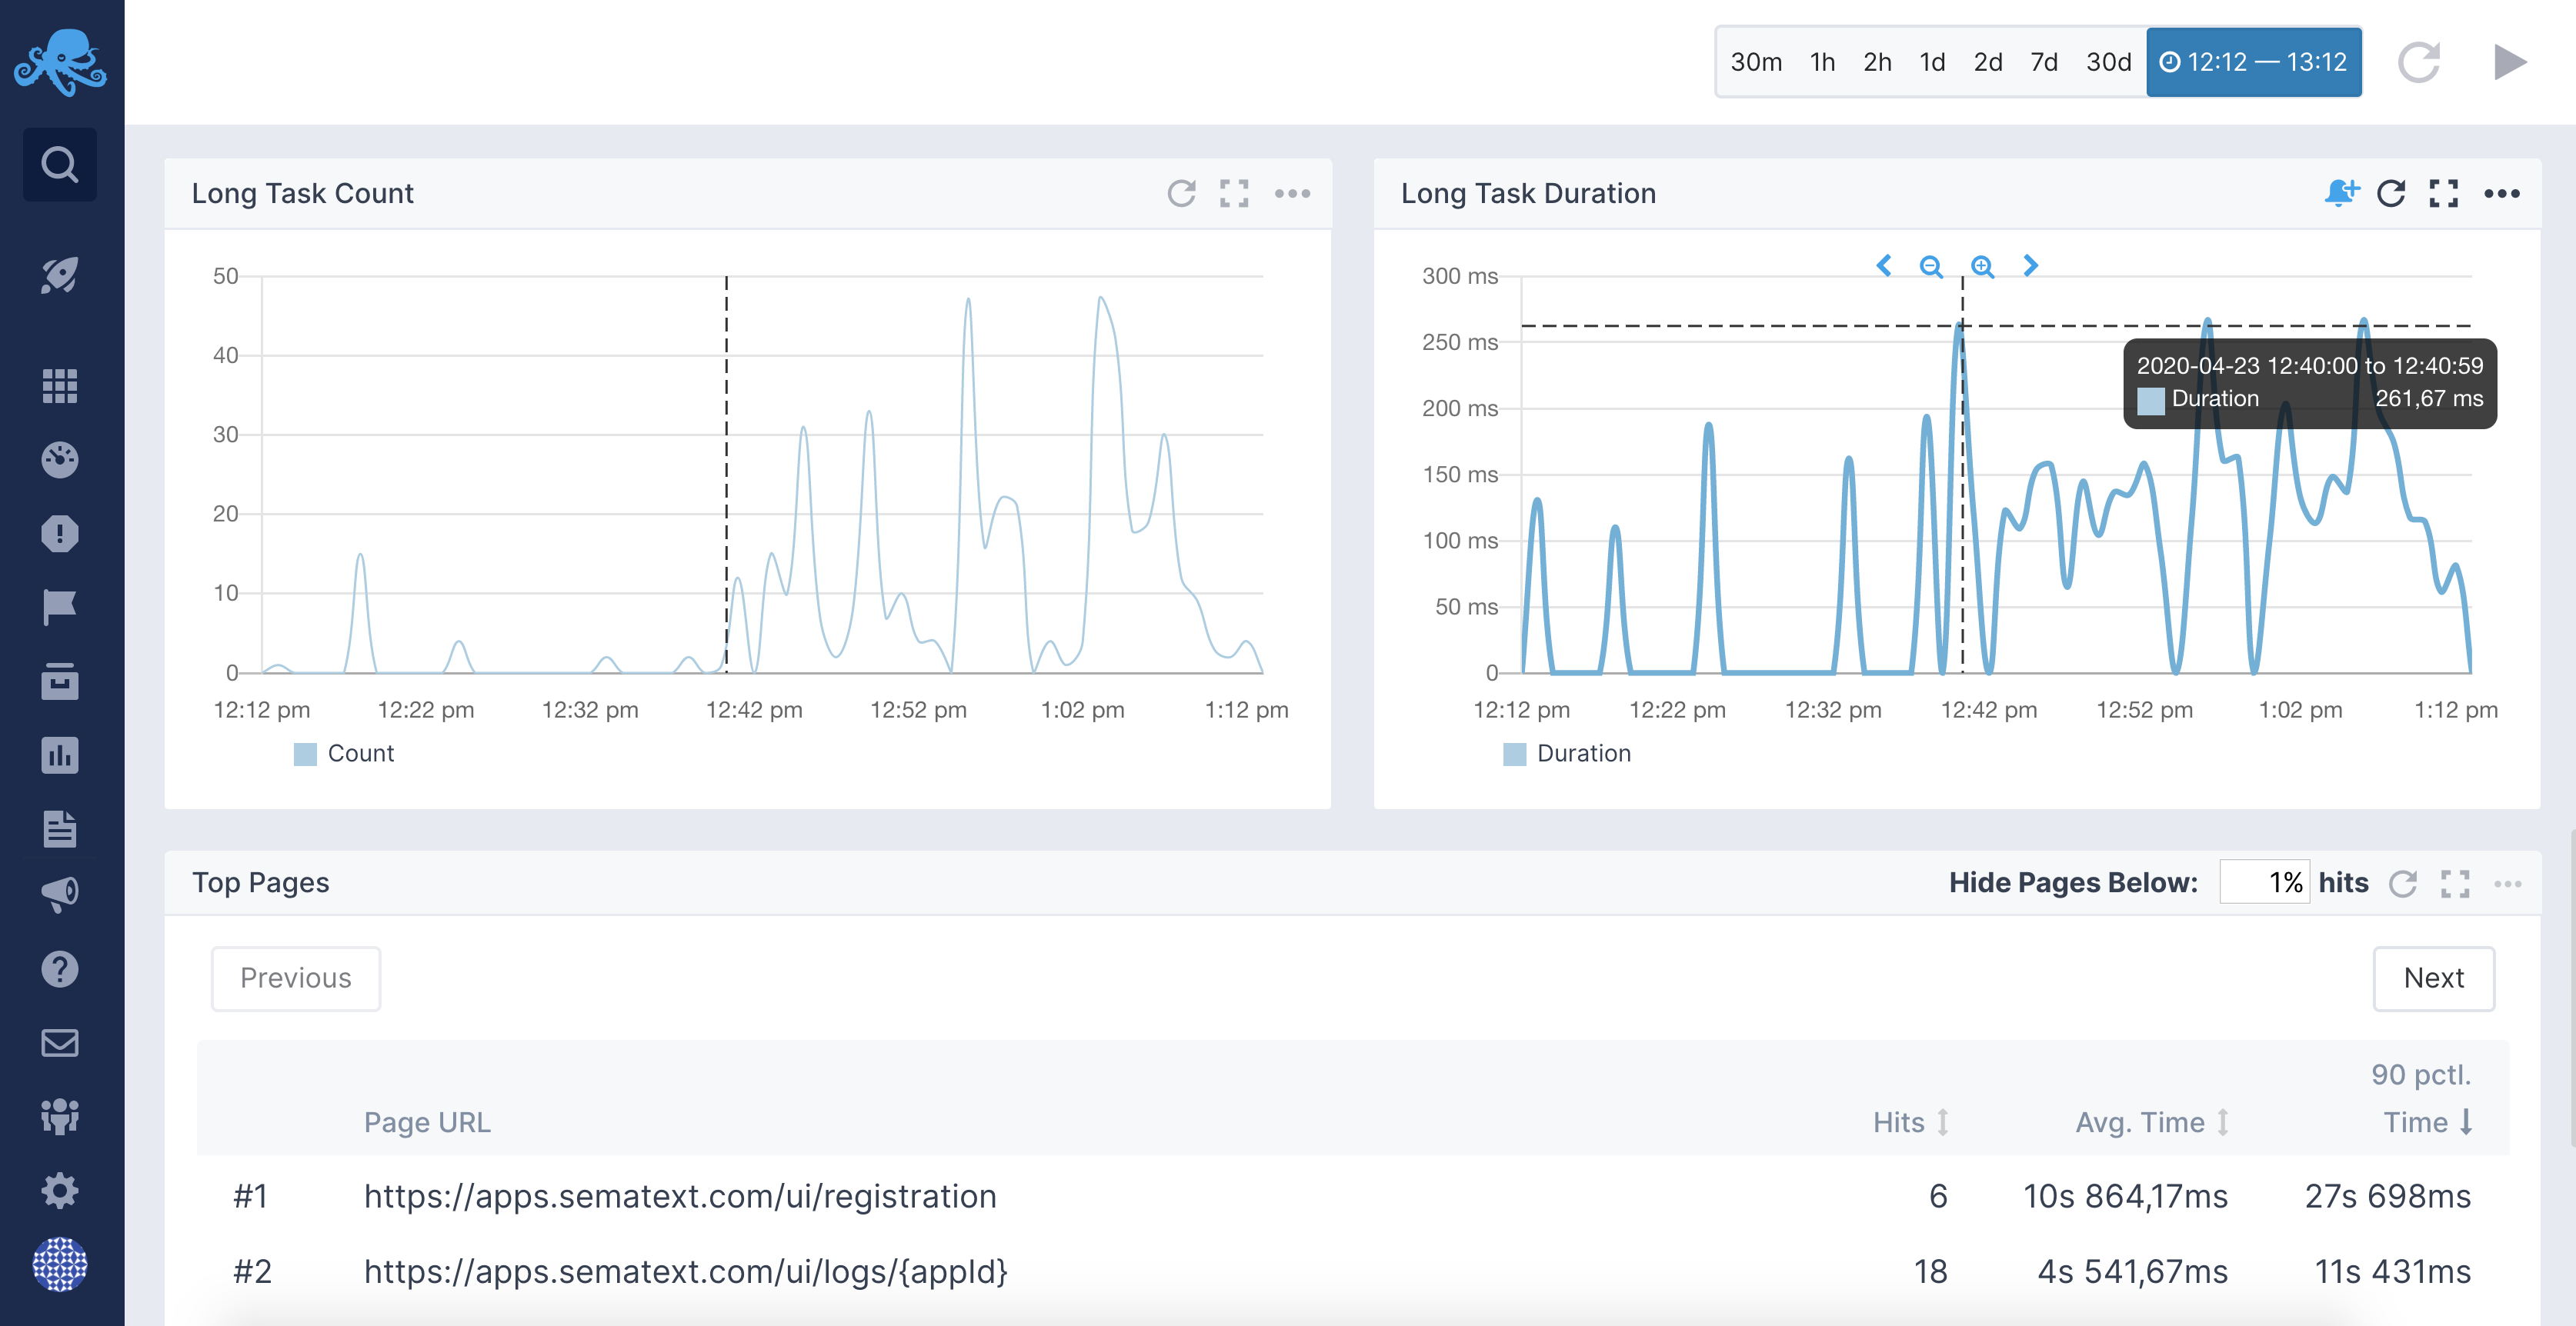 30m 1h 2h 1d 2d 7d 30d 12:12 — 13:12
Long Task Count
50
40
30
20
10
0
12:12 pm 12:22 pm 12:32 pm 12:42 pm 12:52 pm 1:02 pm 1:12 pm
Count
Long Task Duration
300 ms
250 ms
200 ms
150 ms
100 ms
50 ms
0
2020-04-23 12:40:00 to 12:40:59
Duration 261,67 ms
12:12 pm 12:22 pm 12:32 pm 12:42 pm 12:52 pm 1:02 pm 1:12 pm
Duration
Top Pages Hide Pages Below: 1% hits
Previous Next
90 pctl.
Page URL Hits Avg. Time Time
#1 https://apps.sematext.com/ui/registration 6 10s 864,17ms 27s 698ms
#2 https://apps.sematext.com/ui/logs/{appId} 18 4s 541,67ms 11s 431ms